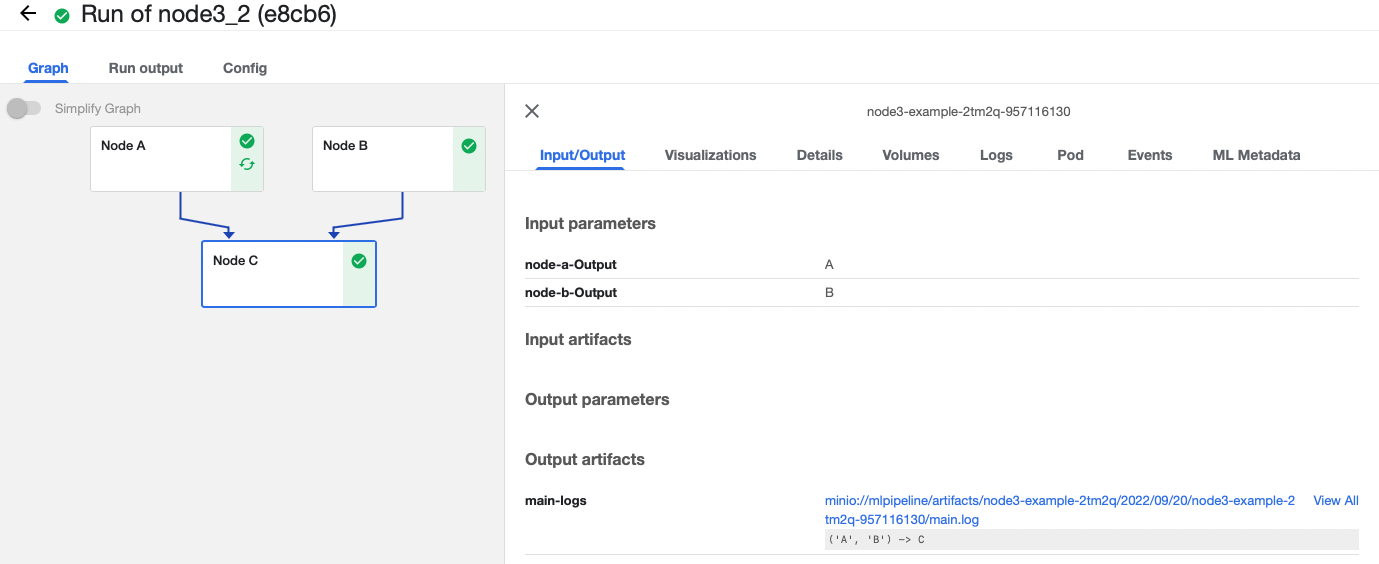 Run of node3_2 (e8cb6)
Graph Run output Config
Simplify Graph
Node A
Node B
Node C
node3-example-2tm2q-957116130
Input/Output Visualizations Details Volumes Logs Pod Events ML Metadata
Input parameters
node-a-Output A
node-b-Output B
Input artifacts
Output parameters
Output artifacts
main-logs minio://mlpipeline/artifacts/node3-example-2tm2q/2022/09/20/node3-example-2 View All
tm2q-957116130/main.log
('A', 'B') —> C